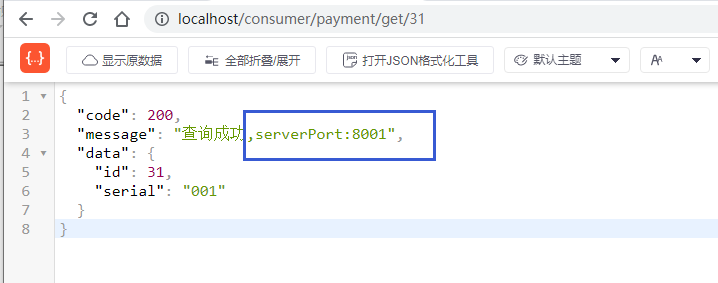 localhost/consumer/payment/get/31
{..} 显示原数据 全部折叠/展开 打开JSON格式化工具 默认主题 AA
1 {
2 "code": 200,
3 "message": "查询成功,serverPort:8001",
4 "data": {
5 "id": 31,
6 "serial": "001"
7 }
8 }